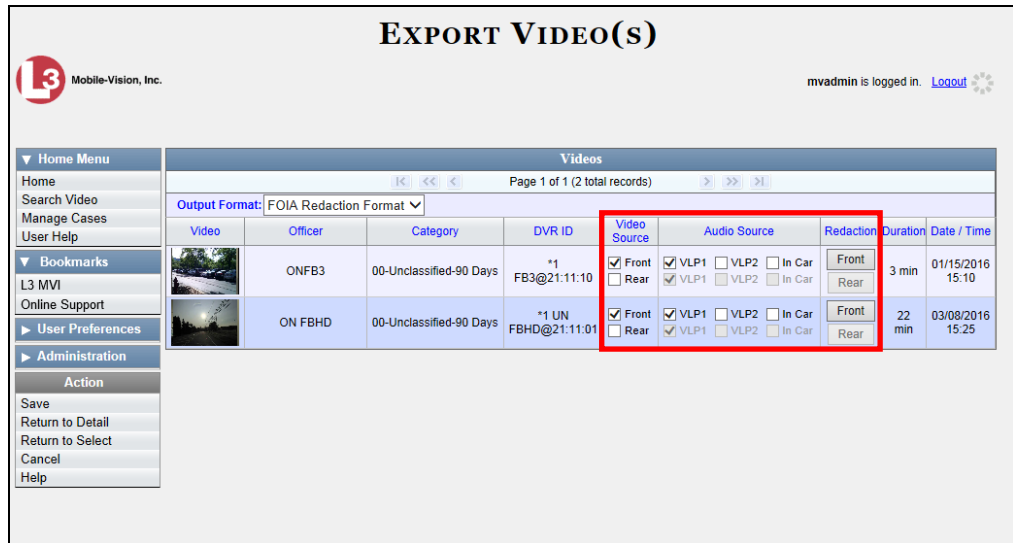 EXPORT VIDEO(S)
L3 Mobile-Vision, Inc.
mvadmin is logged in. Logout
▼ Home Menu
Home
Search Video
Manage Cases
User Help
▼ Bookmarks
L3 MVI
Online Support
▶ User Preferences
▶ Administration
Action
Save
Return to Detail
Return to Select
Cancel
Help
Videos
|< << < Page 1 of 1 (2 total records) > >> >|
Output Format: FOIA Redaction Format
Video Officer Category DVR ID Video Source Audio Source Redaction Duration Date / Time
ONFB3 00-Unclassified-90 Days *1 FB3@21:11:10 Front VLP1 VLP2 In Car Front 3 min 01/15/2016 15:10
Rear VLP1 VLP2 In Car Rear
ON FBHD 00-Unclassified-90 Days *1 UN FBHD@21:11:01 Front VLP1 VLP2 In Car Front 22 min 03/08/2016 15:25
Rear VLP1 VLP2 In Car Rear